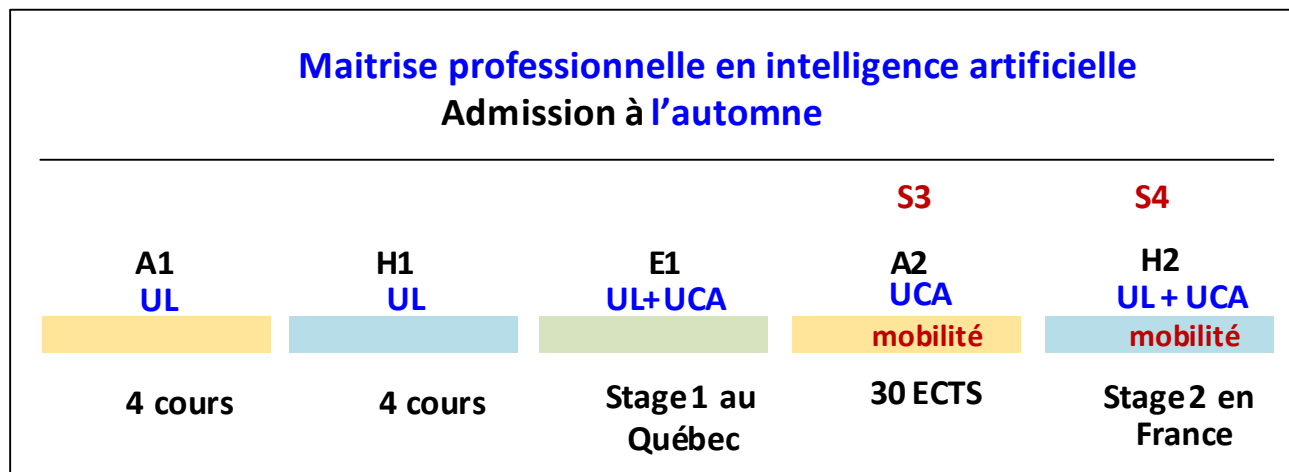 Maitrise professionnelle en intelligence artificielle
Admission à l’automne
S3 S4
A1 H1 E1 A2 H2
UL UL UL+UCA UCA UL + UCA
mobilité mobilité
4 cours 4 cours Stage 1 au 30 ECTS Stage 2 en
Québec France